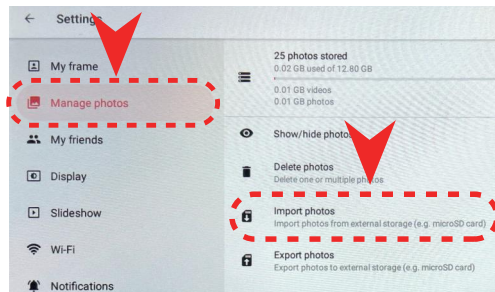 Settings
My frame
Manage photos
My friends
Display
Slideshow
Wi-Fi
Notifications
25 photos stored
0.02 GB used of 12.80 GB
0.01 GB videos
0.01 GB photos
Show/hide photos
Delete photos
Delete one or multiple photos
Import photos
Import photos from external storage (e.g. microSD card)
Export photos
Export photos to external storage (e.g. microSD card)